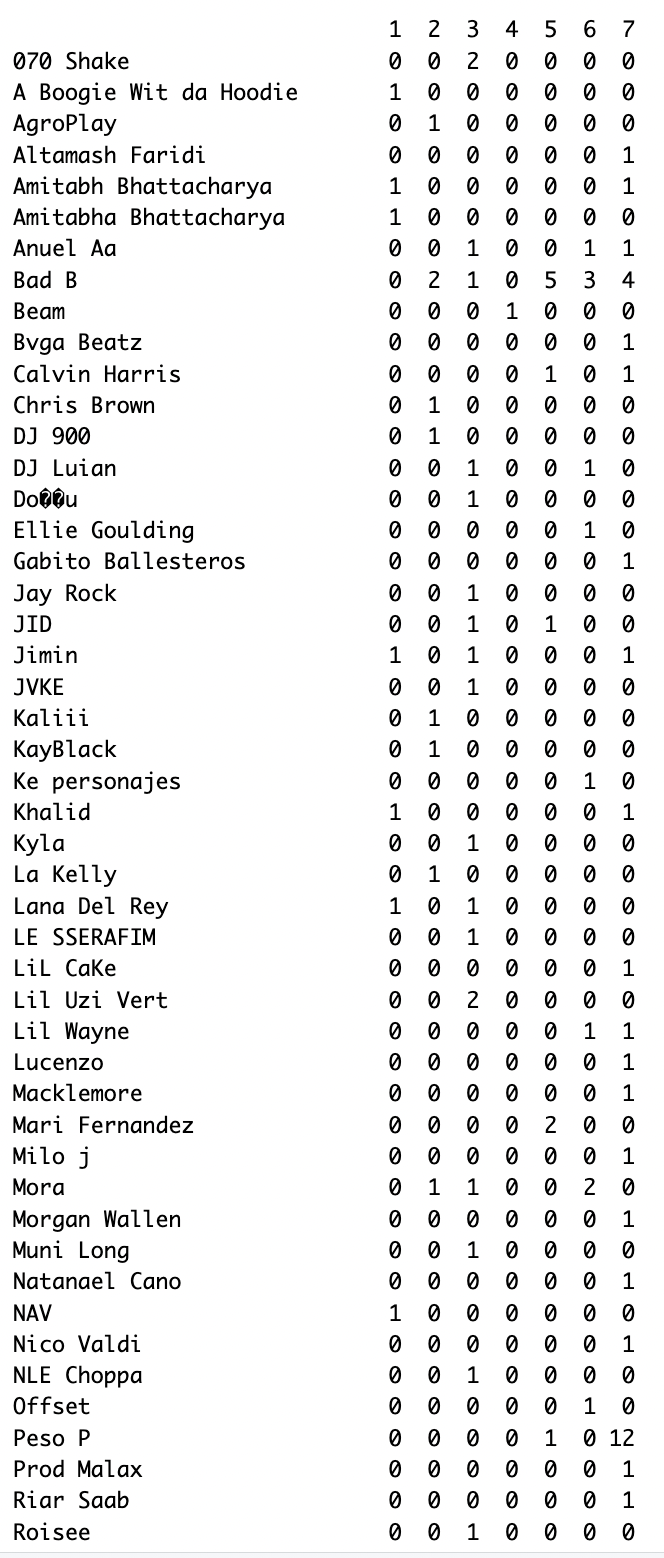 1 2 3 4 5 6 7
070 Shake 0 0 2 0 0 0 0
A Boogie Wit da Hoodie 1 0 0 0 0 0 0
AgroPlay 0 1 0 0 0 0 0
Altamash Faridi 0 0 0 0 0 0 1
Amitabh Bhattacharya 1 0 0 0 0 0 1
Amitabha Bhattacharya 1 0 0 0 0 0 0
Anuel Aa 0 0 1 0 0 1 1
Bad B 0 2 1 0 5 3 4
Beam 0 0 0 1 0 0 0
Bvga Beatz 0 0 0 0 0 0 1
Calvin Harris 0 0 0 0 1 0 1
Chris Brown 0 1 0 0 0 0 0
DJ 900 0 1 0 0 0 0 0
DJ Luian 0 0 1 0 0 1 0
Do��u 0 0 1 0 0 0 0
Ellie Goulding 0 0 0 0 0 1 0
Gabito Ballesteros 0 0 0 0 0 0 1
Jay Rock 0 0 1 0 0 0 0
JID 0 0 1 0 1 0 0
Jimin 1 0 1 0 0 0 1
JVKE 0 0 1 0 0 0 0
Kaliii 0 1 0 0 0 0 0
KayBlack 0 1 0 0 0 0 0
Ke personajes 0 0 0 0 0 1 0
Khalid 1 0 0 0 0 0 1
Kyla 0 0 1 0 0 0 0
La Kelly 0 1 0 0 0 0 0
Lana Del Rey 1 0 1 0 0 0 0
LE SSERAFIM 0 0 1 0 0 0 0
LiL CaKe 0 0 0 0 0 0 1
Lil Uzi Vert 0 0 2 0 0 0 0
Lil Wayne 0 0 0 0 0 1 1
Lucenzo 0 0 0 0 0 0 1
Macklemore 0 0 0 0 0 0 1
Mari Fernandez 0 0 0 0 2 0 0
Milo j 0 0 0 0 0 0 1
Mora 0 1 1 0 0 2 0
Morgan Wallen 0 0 0 0 0 0 1
Muni Long 0 0 1 0 0 0 0
Natanael Cano 0 0 0 0 0 0 1
NAV 1 0 0 0 0 0 0
Nico Valdi 0 0 0 0 0 0 1
NLE Choppa 0 0 1 0 0 0 0
Offset 0 0 0 0 0 1 0
Peso P 0 0 0 0 1 0 12
Prod Malax 0 0 0 0 0 0 1
Riar Saab 0 0 0 0 0 0 1
Roisee 0 0 1 0 0 0 0